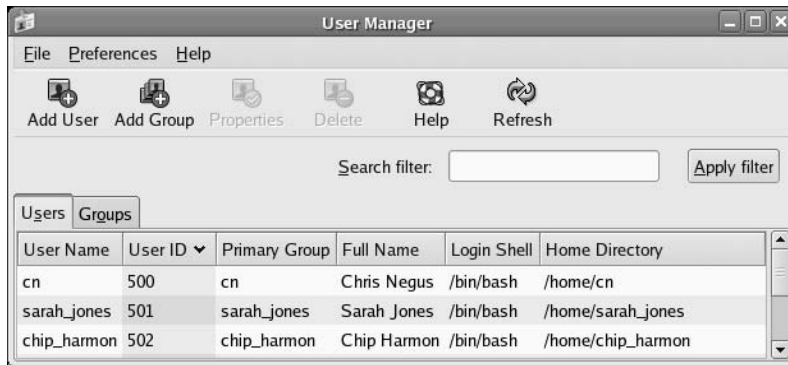 User Manager
File Preferences Help
Add User Add Group Properties Delete Help Refresh
Search filter: Apply filter
Users Groups
User Name User ID Primary Group Full Name Login Shell Home Directory
cn 500 cn Chris Negus /bin/bash /home/cn
sarah_jones 501 sarah_jones Sarah Jones /bin/bash /home/sarah_jones
chip_harmon 502 chip_harmon Chip Harmon /bin/bash /home/chip_harmon